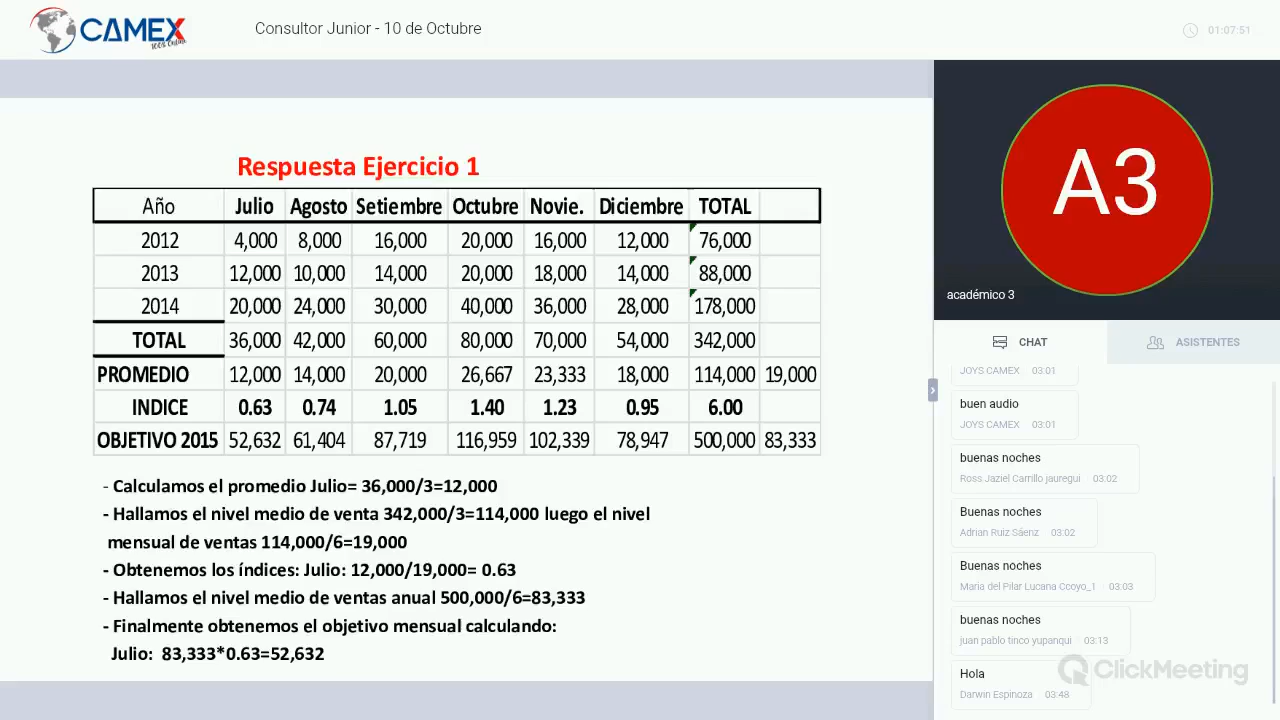 CAMEX
100% Online
Consultor Junior - 10 de Octubre
01:07:51
Respuesta Ejercicio 1
Año Julio Agosto Setiembre Octubre Novie. Diciembre TOTAL
2012 4,000 8,000 16,000 20,000 16,000 12,000 76,000
2013 12,000 10,000 14,000 20,000 18,000 14,000 88,000
2014 20,000 24,000 30,000 40,000 36,000 28,000 178,000
TOTAL 36,000 42,000 60,000 80,000 70,000 54,000 342,000
PROMEDIO 12,000 14,000 20,000 26,667 23,333 18,000 114,000 19,000
INDICE 0.63 0.74 1.05 1.40 1.23 0.95 6.00
OBJETIVO 2015 52,632 61,404 87,719 116,959 102,339 78,947 500,000 83,333
- Calculamos el promedio Julio= 36,000/3=12,000
- Hallamos el nivel medio de venta 342,000/3=114,000 luego el nivel
mensual de ventas 114,000/6=19,000
- Obtenemos los índices: Julio: 12,000/19,000= 0.63
- Hallamos el nivel medio de ventas anual 500,000/6=83,333
- Finalmente obtenemos el objetivo mensual calculando:
Julio: 83,333*0.63=52,632
A3
académico 3
CHAT ASISTENTES
JOYS CAMEX 03:01
buen audio
JOYS CAMEX 03:01
buenas noches
Ross Jaziel Carrillo jauregui 03:02
Buenas noches
Adrian Ruiz Sáenz 03:02
Buenas noches
Maria del Pilar Lucana Ccoyo_1 03:03
buenas noches
juan pablo tinco yupanqui 03:13
Hola
Darwin Espinoza 03:48
ClickMeeting